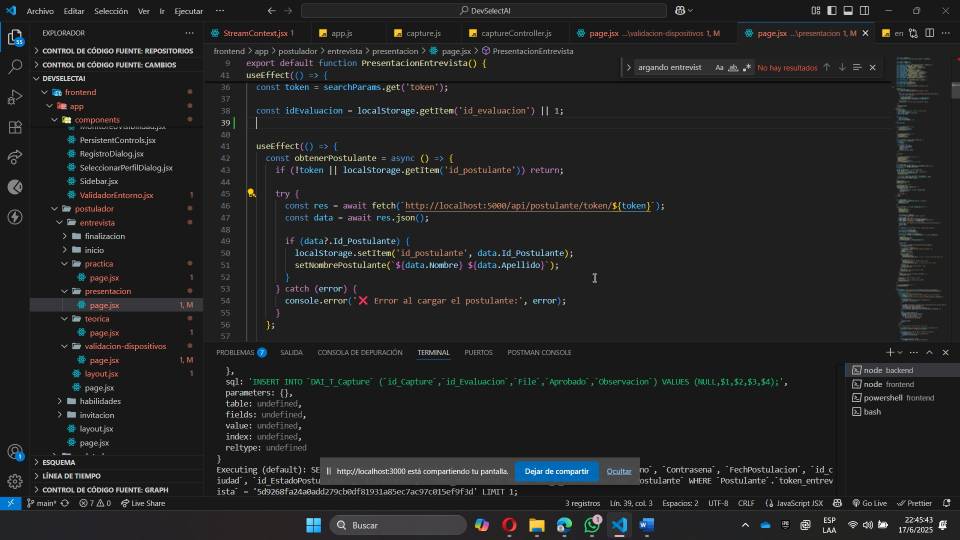 Archivo Editar Selección Ver Ir Ejecutar ···
DevSelectAI
EXPLORADOR ···
CONTROL DE CÓDIGO FUENTE: REPOSITORIOS
CONTROL DE CÓDIGO FUENTE: CAMBIOS
DEVSELECTAI
frontend
app
components
MonitoreoVisibilidad.jsx
PersistentControls.jsx
RegistroDialog.jsx
SeleccionarPerfilDialog.jsx
Sidebar.jsx
ValidadorEntorno.jsx 1
postulador
entrevista
finalizacion
inicio
practica
page.jsx 1
presentacion
page.jsx 1, M
teorica
page.jsx 1
validacion-dispositivos
page.jsx 1, M
layout.jsx 1
page.jsx
habilidades
invitacion
layout.jsx
page.jsx
ESQUEMA
LÍNEA DE TIEMPO
CONTROL DE CÓDIGO FUENTE: GRAPH
StreamContext.jsx 1 app.js capture.js captureController.js page.jsx ...\validacion-dispositivos 1, M page.jsx ...\presentacion 1, M en
frontend > app > postulador > entrevista > presentacion > page.jsx > PresentacionEntrevista
argando entrevist Aa ab No hay resultados
9 export default function PresentacionEntrevista() {
41 useEffect(() => {
36 const token = searchParams.get('token');
37
38 const idEvaluacion = localStorage.getItem('id_evaluacion') || 1;
39
40
41 useEffect(() => {
42 const obtenerPostulante = async () => {
43 if (!token || localStorage.getItem('id_postulante')) return;
44
45 try {
46 const res = await fetch(`http://localhost:5000/api/postulante/token/${token}`);
47 const data = await res.json();
48
49 if (data?.Id_Postulante) {
50 localStorage.setItem('id_postulante', data.Id_Postulante);
51 setNombrePostulante(`${data.Nombre} ${data.Apellido}`);
52 }
53 } catch (error) {
54 console.error('❌ Error al cargar el postulante:', error);
55 }
56 };
57
PROBLEMAS 7 SALIDA CONSOLA DE DEPURACIÓN TERMINAL PUERTOS POSTMAN CONSOLE
},
sql: 'INSERT INTO `DAI_T_Capture` (`id_Capture`,`id_Evaluacion`,`File`,`Aprobado`,`Observacion`) VALUES (NULL,$1,$2,$3,$4);',
parameters: {},
table: undefined,
fields: undefined,
value: undefined,
index: undefined,
reltype: undefined
}
Executing (default): SE
no`, `Contrasena`, `FechPostulacion`, `id_c
iudad`, `id_EstadoPostu
ostulante` WHERE `Postulante`.`token_entrev
ista` = '5d9268fa24a0add279cb0df81931a85ec7ac97c015ef9f3d' LIMIT 1;
node backend
node frontend
powershell frontend
bash
http://localhost:3000 está compartiendo tu pantalla. Dejar de compartir Ocultar
main* 7 0 Live Share 3 registros Lín. 39, col. 3 Espacios: 2 UTF-8 CRLF {} JavaScript JSX Go Live Prettier
Buscar
ESP
LAA
22:45:43
17/6/2025